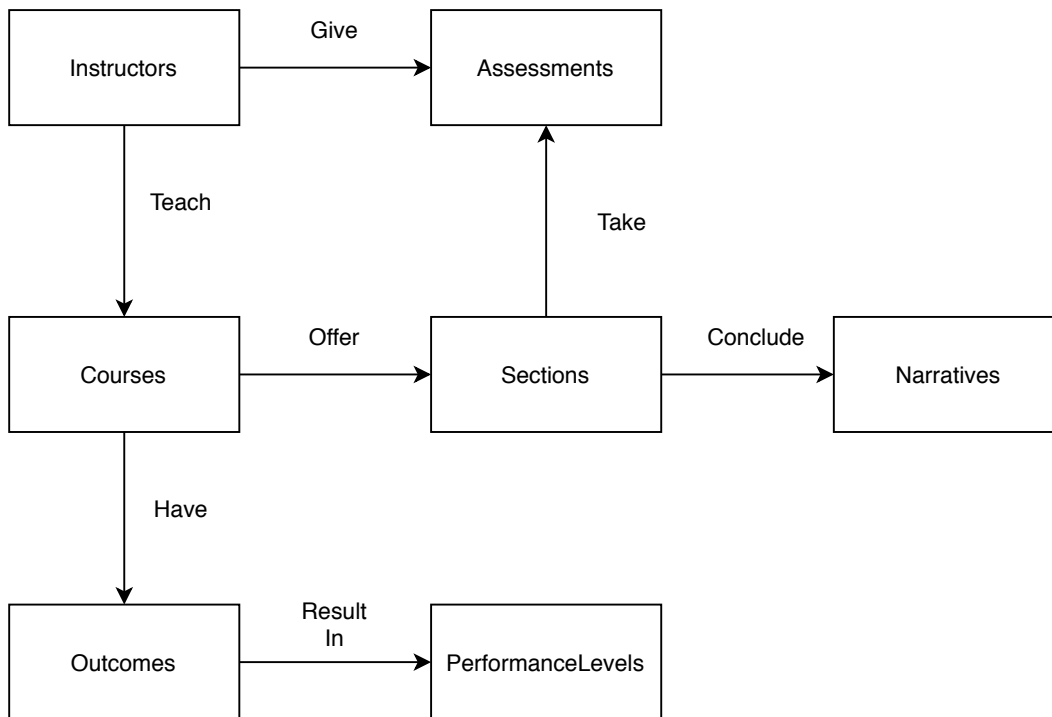 Give
Instructors
Assessments
Teach
Take
Offer
Conclude
Courses
Sections
Narratives
Have
Result
In
Outcomes
PerformanceLevels